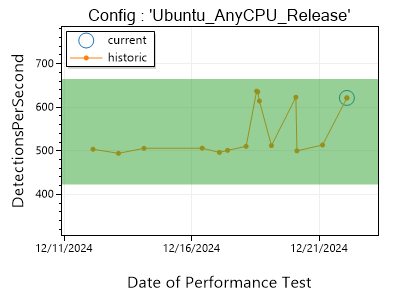 Config : 'Ubuntu_AnyCPU_Release'
current
historic
DetectionsPerSecond
700
600
500
400
12/11/2024
12/16/2024
12/21/2024
Date of Performance Test